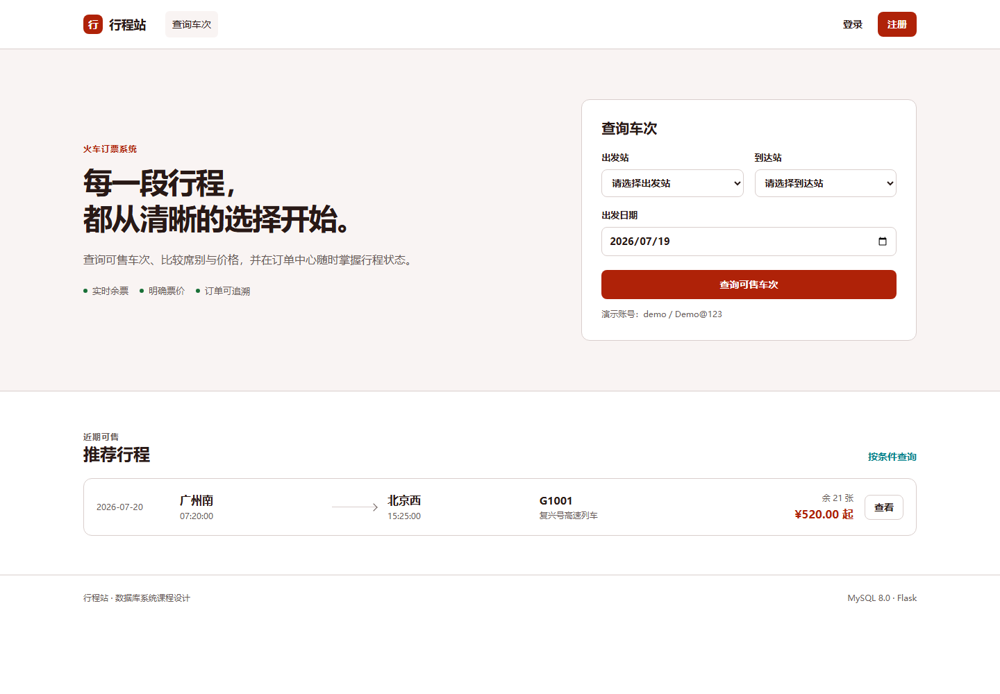 行 行程站 查询车次 登录 注册
火车订票系统
每一段行程，
都从清晰的选择开始。
查询可售车次、比较席别与价格，并在订单中心随时掌握行程状态。
实时余票 明确票价 订单可追溯
查询车次
出发站 到达站
请选择出发站 请选择到达站
出发日期
2026/07/19
查询可售车次
演示账号：demo / Demo@123
近期可售
推荐行程
按条件查询
2026-07-20
广州南
07:20:00
北京西
15:25:00
G1001
复兴号高速列车
余 21 张
¥520.00 起
查看
行程站 · 数据库系统课程设计
MySQL 8.0 · Flask